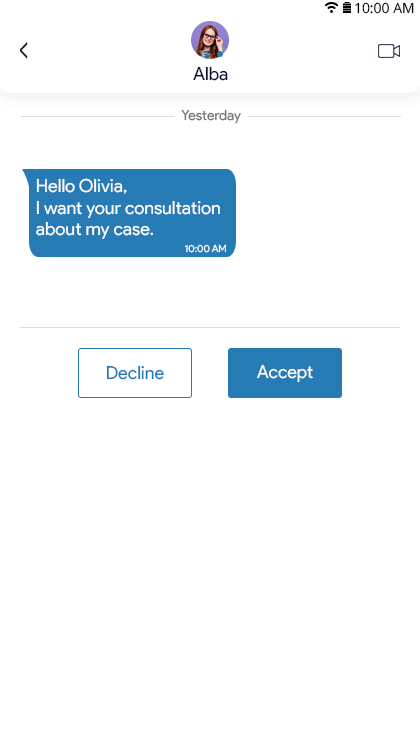 10:00 AM
Alba
Yesterday
Hello Olivia,
I want your consultation
about my case.
10:00 AM
Decline
Accept